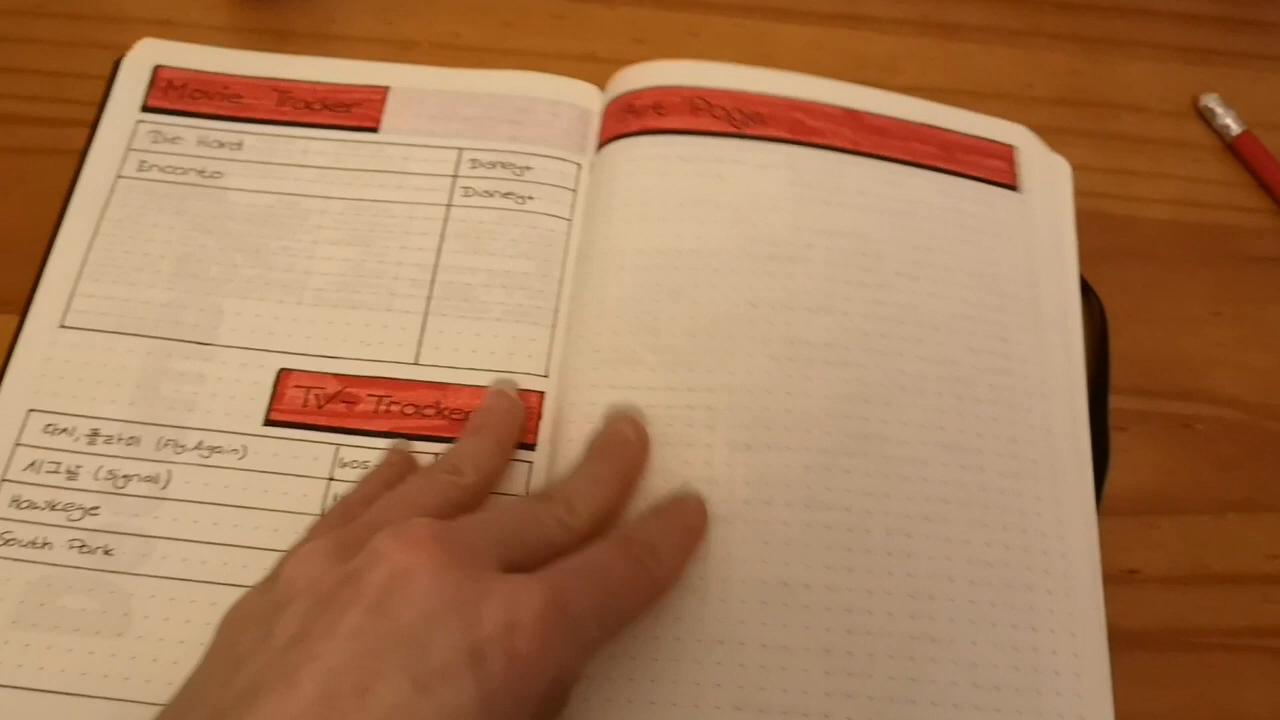 Movie Tracker
Die Hard Disney+
Encanto Disney+
TV-Tracker
다시, 플라이 (Fly Again)
시그널 (Signal)
Hawkeye
South Park
Art Page